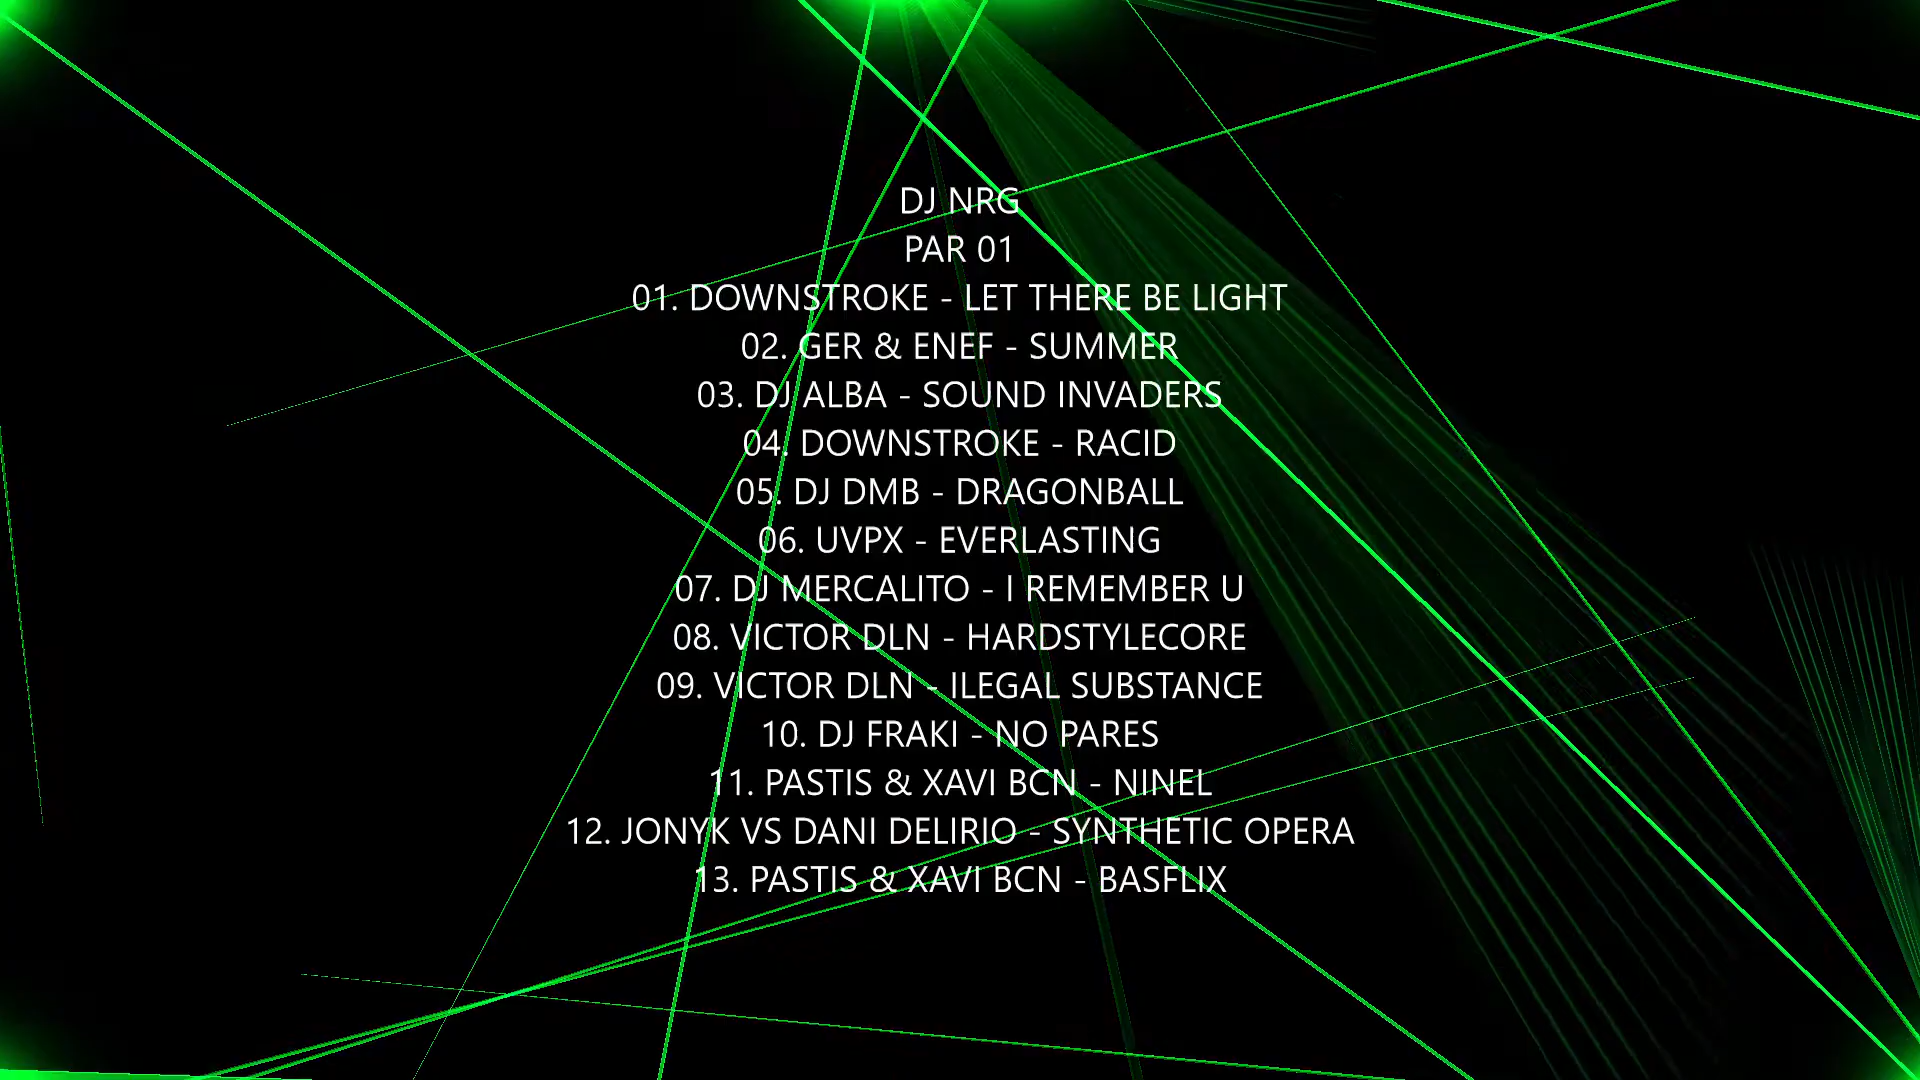 DJ NRG
PAR 01
01. DOWNSTROKE - LET THERE BE LIGHT
02. GER & ENEF - SUMMER
03. DJ ALBA - SOUND INVADERS
04. DOWNSTROKE - RACID
05. DJ DMB - DRAGONBALL
06. UVPX - EVERLASTING
07. DJ MERCALITO - I REMEMBER U
08. VICTOR DLN - HARDSTYLECORE
09. VICTOR DLN - ILEGAL SUBSTANCE
10. DJ FRAKI - NO PARES
11. PASTIS & XAVI BCN - NINEL
12. JONYK VS DANI DELIRIO - SYNTHETIC OPERA
13. PASTIS & XAVI BCN - BASFLIX